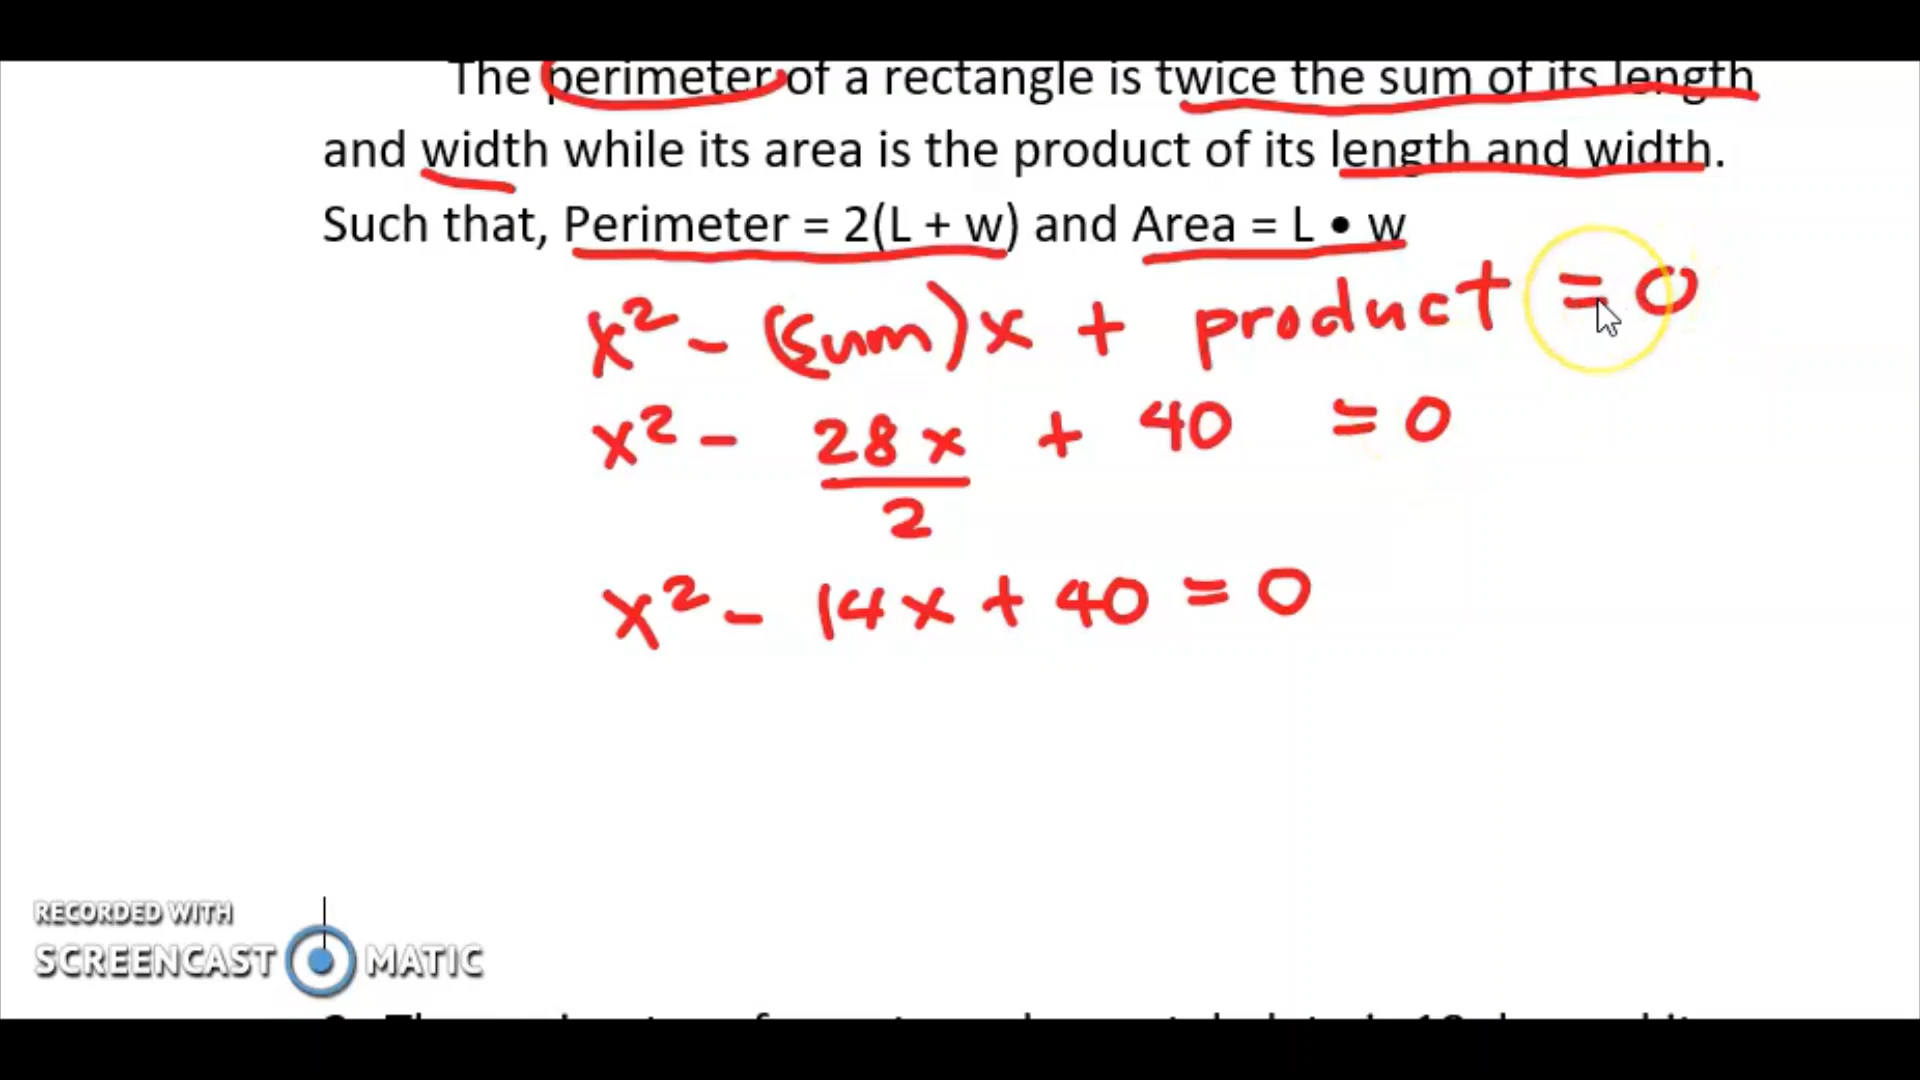 The perimeter of a rectangle is twice the sum of its length
and width while its area is the product of its length and width.
Such that, Perimeter = 2(L + w) and Area = L • w
x² - (sum)x + product = 0
x² - 28x/2 + 40 = 0
x² - 14x + 40 = 0
RECORDED WITH
SCREENCAST MATIC